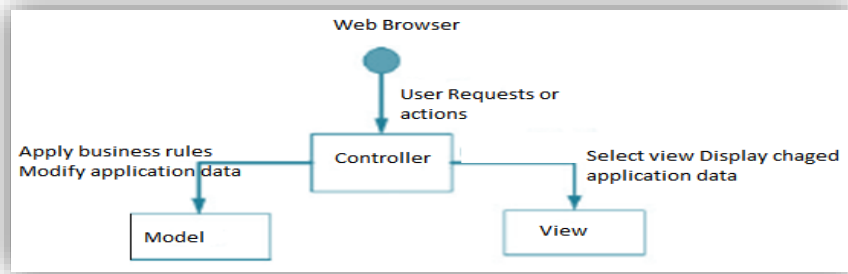 Web Browser
User Requests or
actions
Apply business rules
Modify application data
Controller
Select view Display chaged
application data
Model
View